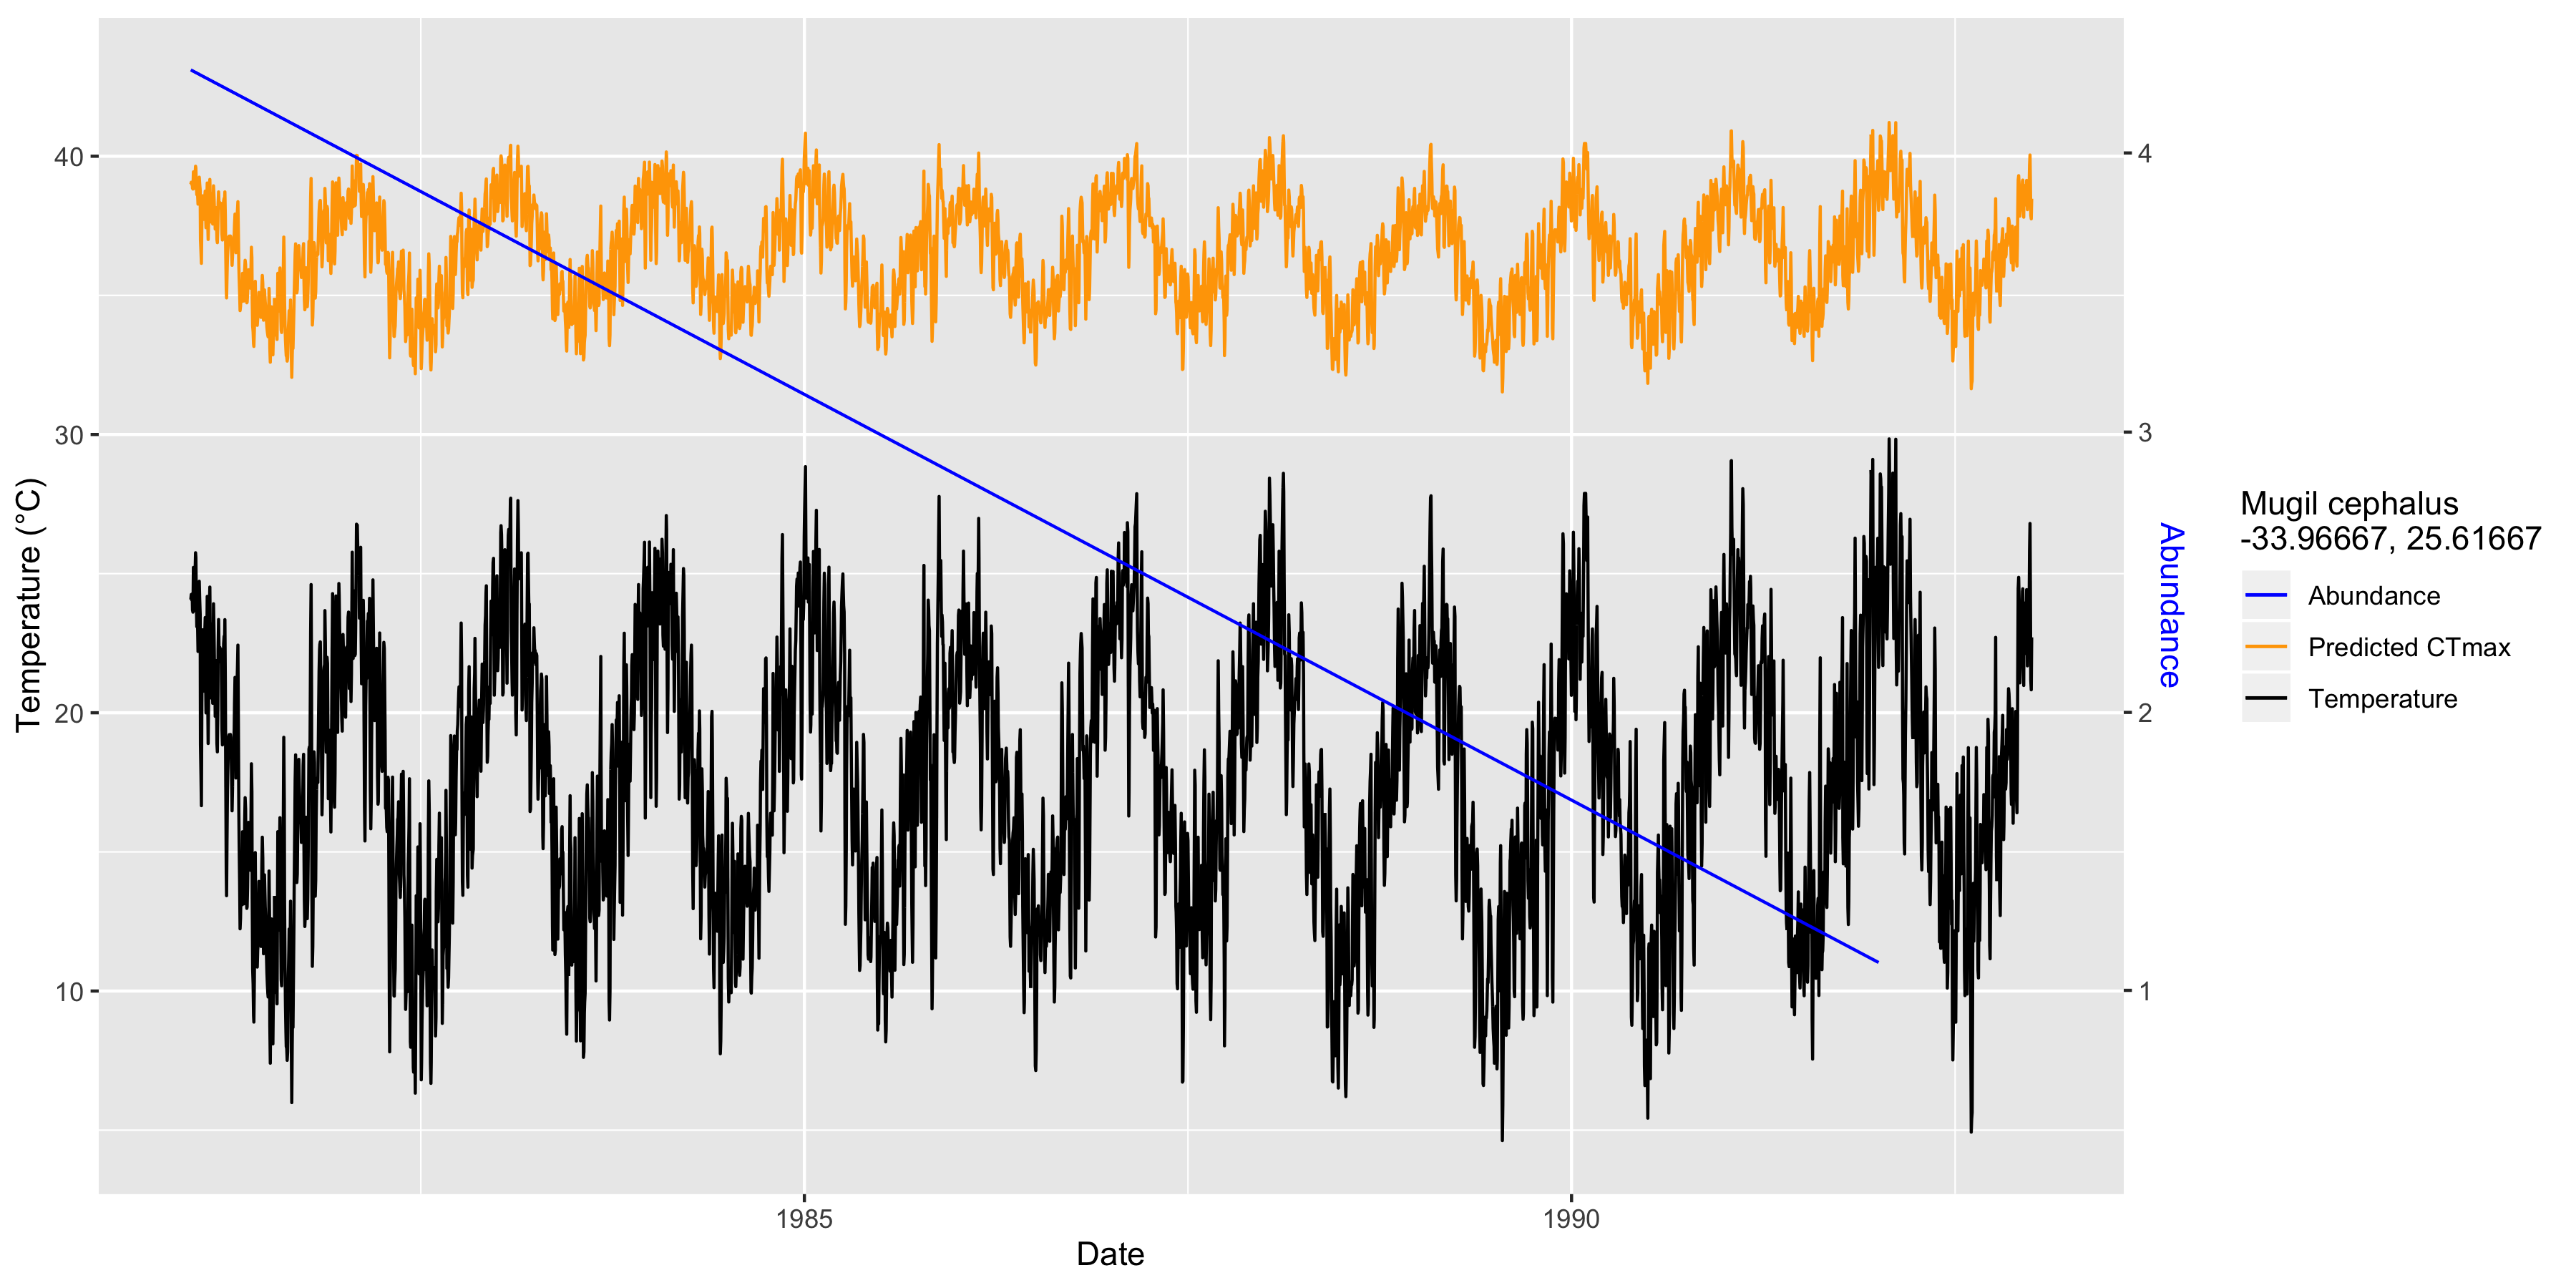 40
30
20
10
Temperature (°C)
4
3
2
1
Abundance
1985
1990
Date
Mugil cephalus
-33.96667, 25.61667
Abundance
Predicted CTmax
Temperature